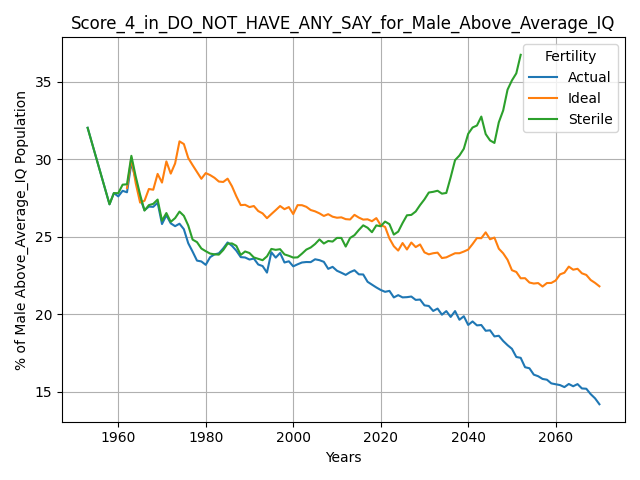 Score_4_in_DO_NOT_HAVE_ANY_SAY_for_Male_Above_Average_IQ
% of Male Above_Average_IQ Population
35
30
25
20
15
Fertility
Actual
Ideal
Sterile
1960 1980 2000 2020 2040 2060
Years